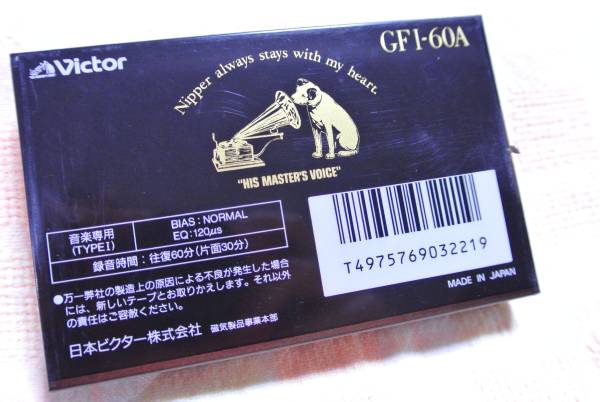 Victor
GFI-60A
Nipper always stays with my heart.
"HIS MASTER'S VOICE"
音楽専用
(TYPEI)
BIAS：NORMAL
EQ：120μs
録音時間：往復60分(片面30分)
T4975769032219
●万一弊社の製造上の原因による不良が発生した場合
には、新しいテープとお取りかえします。それ以外
の責任はご容赦ください。
MADE IN JAPAN
日本ビクター株式会社 磁気製品事業本部